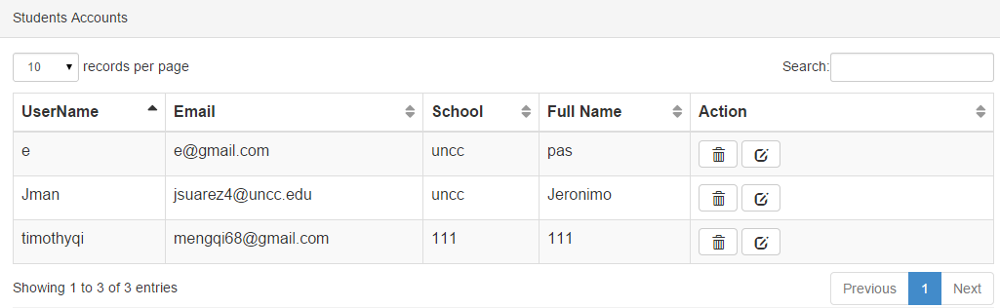 Students Accounts
10 records per page Search:
UserName Email School Full Name Action
e e@gmail.com uncc pas
Jman jsuarez4@uncc.edu uncc Jeronimo
timothyqi mengqi68@gmail.com 111 111
Showing 1 to 3 of 3 entries Previous 1 Next